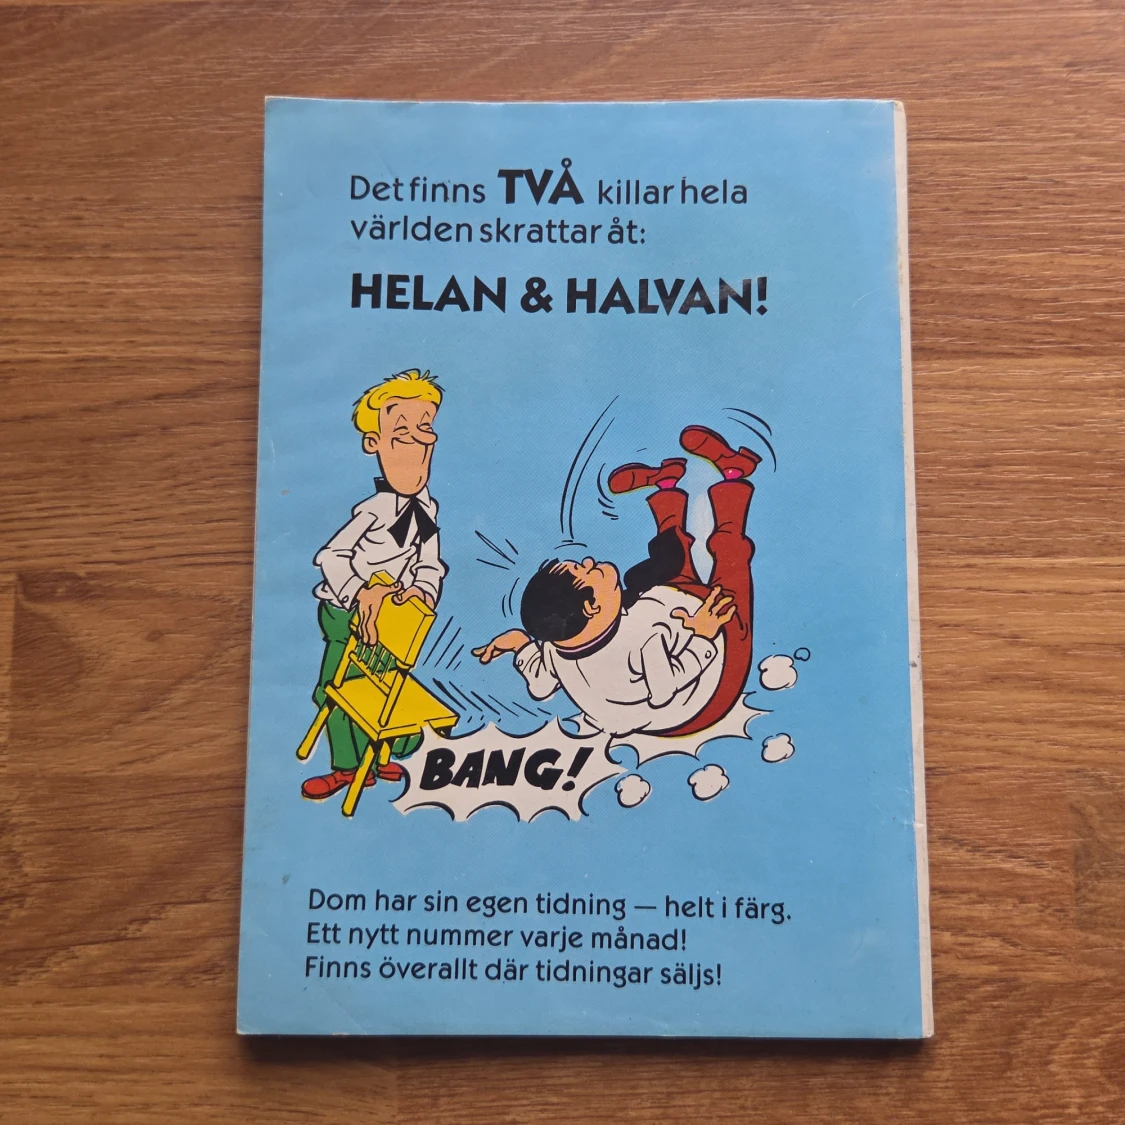 Det finns TVÅ killar hela
världen skrattar åt:
HELAN & HALVAN!
BANG!
Dom har sin egen tidning — helt i färg.
Ett nytt nummer varje månad!
Finns överallt där tidningar säljs!